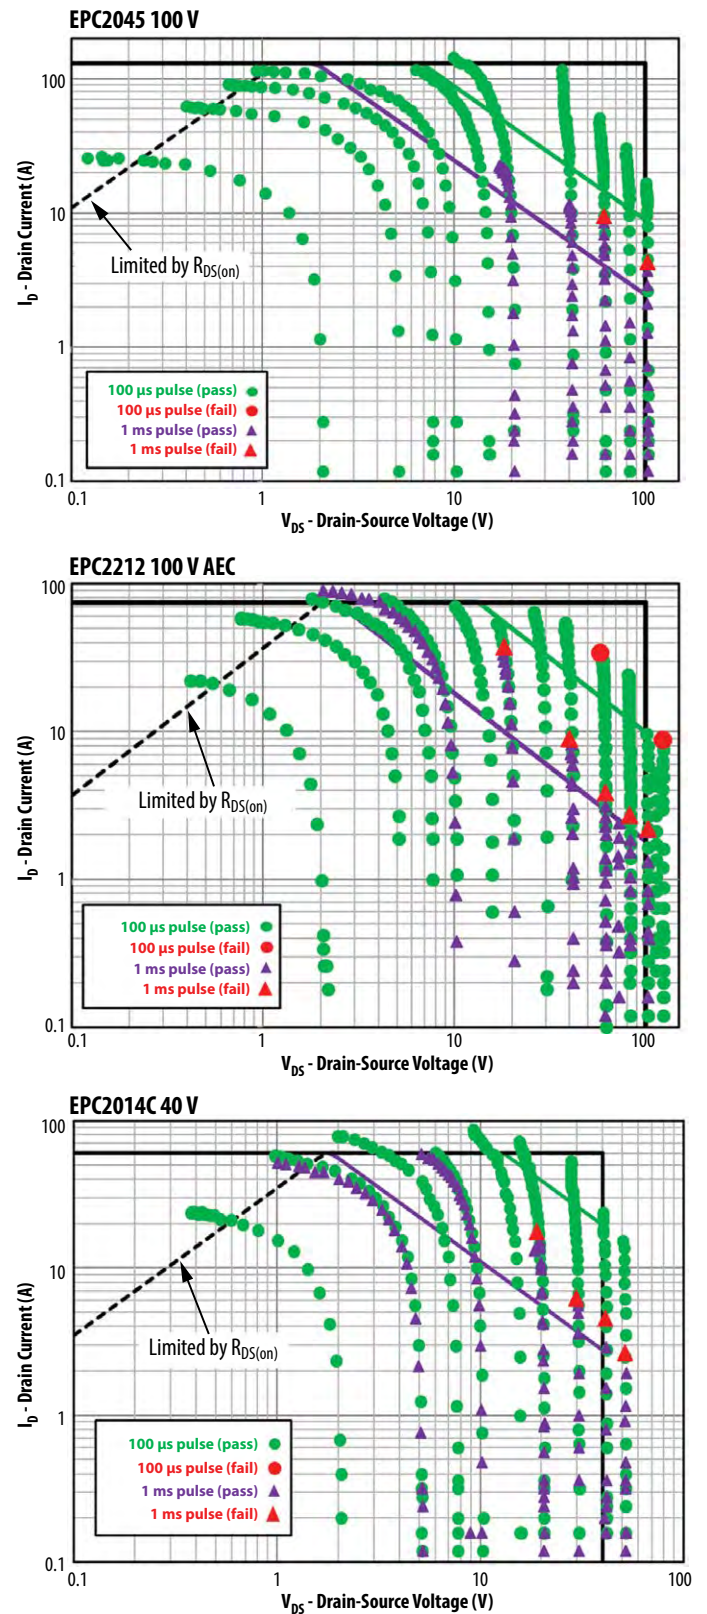 EPC2045 100 V
100
10
1
0.1
0.1 1 10 100
I_D - Drain Current (A)
Limited by R_DS(on)
100 µs pulse (pass)
100 µs pulse (fail)
1 ms pulse (pass)
1 ms pulse (fail)
V_DS - Drain-Source Voltage (V)
EPC2212 100 V AEC
100
10
1
0.1
0.1 1 10 100
I_D - Drain Current (A)
Limited by R_DS(on)
100 µs pulse (pass)
100 µs pulse (fail)
1 ms pulse (pass)
1 ms pulse (fail)
V_DS - Drain-Source Voltage (V)
EPC2014C 40 V
100
10
1
0.1
0.1 1 10 100
I_D - Drain Current (A)
Limited by R_DS(on)
100 µs pulse (pass)
100 µs pulse (fail)
1 ms pulse (pass)
1 ms pulse (fail)
V_DS - Drain-Source Voltage (V)